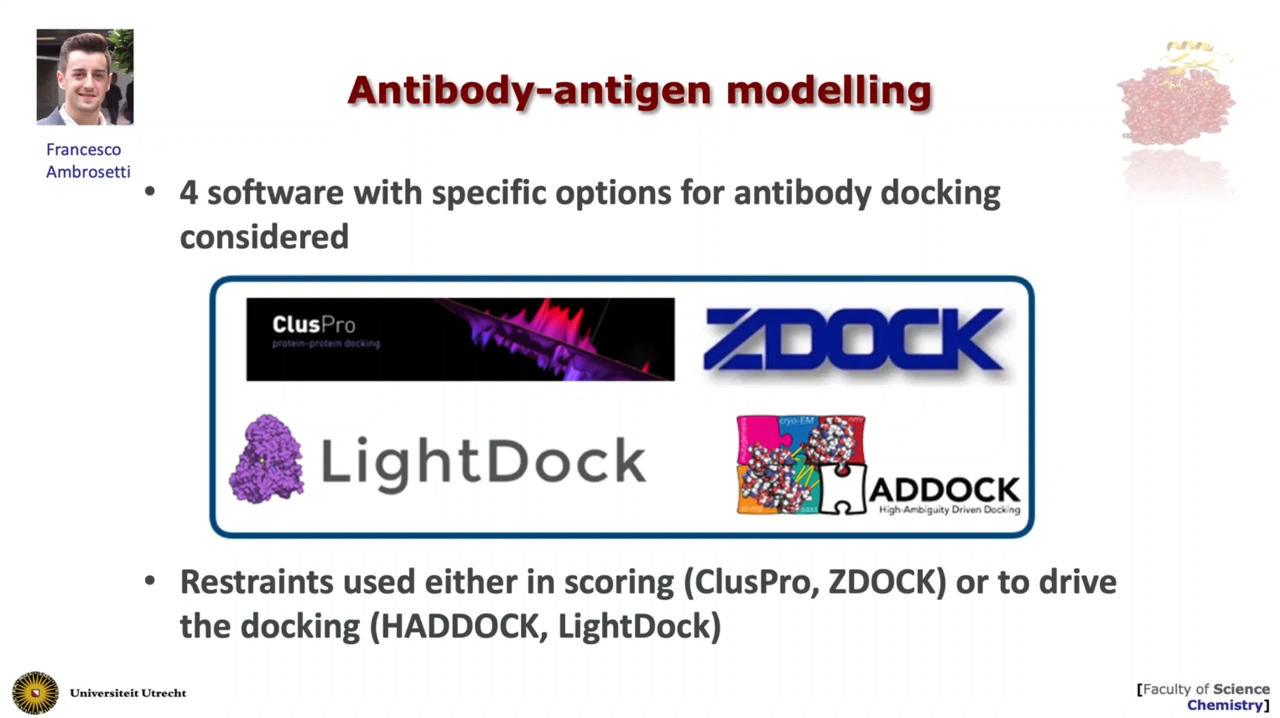 Antibody-antigen modelling
Francesco
Ambrosetti
• 4 software with specific options for antibody docking
considered
ClusPro
protein-protein docking
ZDOCK
LightDock
cryo-EM
ADDOCK
High-Ambiguity Driven Docking
• Restraints used either in scoring (ClusPro, ZDOCK) or to drive
the docking (HADDOCK, LightDock)
Universiteit Utrecht
[Faculty of Science
Chemistry]